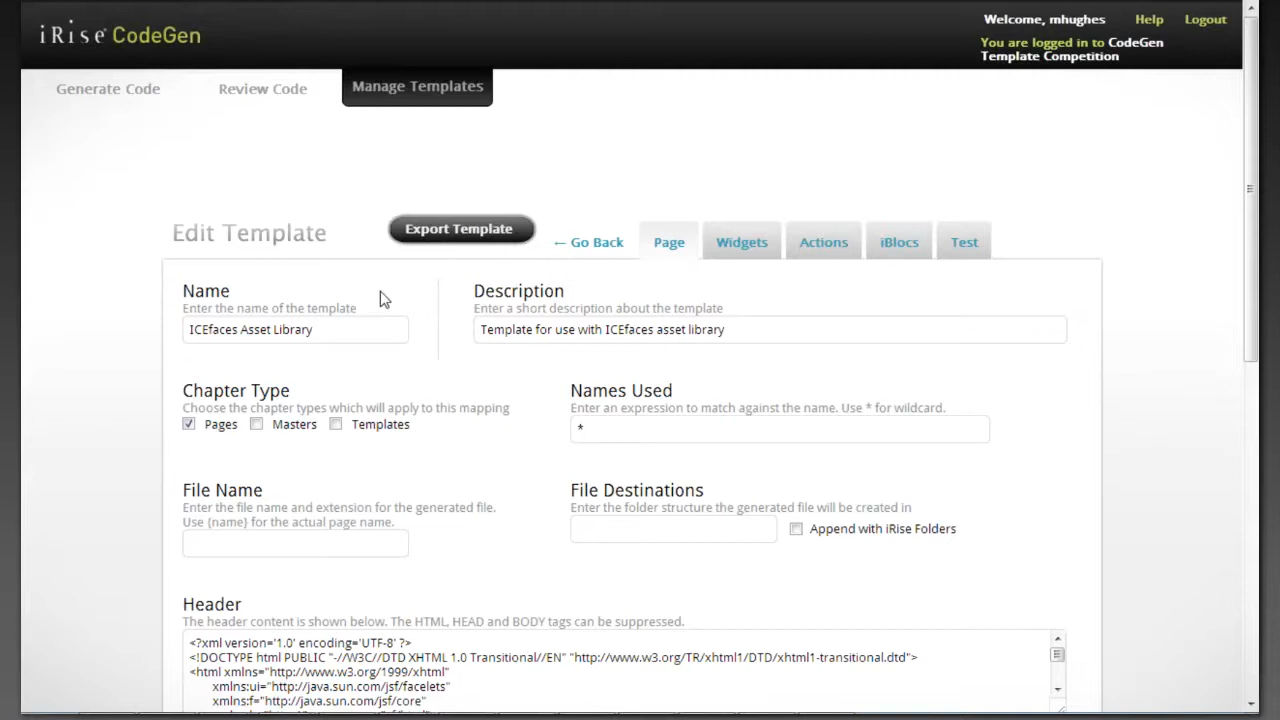 iRise CodeGen
Welcome, mhughes Help Logout
You are logged in to CodeGen
Template Competition
Generate Code Review Code Manage Templates
Edit Template Export Template ← Go Back Page Widgets Actions iBlocs Test
Name Description
Enter the name of the template Enter a short description about the template
ICEfaces Asset Library Template for use with ICEfaces asset library
Chapter Type Names Used
Choose the chapter types which will apply to this mapping Enter an expression to match against the name. Use * for wildcard.
Pages Masters Templates *
File Name File Destinations
Enter the file name and extension for the generated file. Enter the folder structure the generated file will be created in
Use {name} for the actual page name.
Append with iRise Folders
Header
The header content is shown below. The HTML, HEAD and BODY tags can be suppressed.
<?xml version='1.0' encoding='UTF-8' ?>
<!DOCTYPE html PUBLIC "-//W3C//DTD XHTML 1.0 Transitional//EN" "http://www.w3.org/TR/xhtml1/DTD/xhtml1-transitional.dtd">
<html xmlns="http://www.w3.org/1999/xhtml"
xmlns:ui="http://java.sun.com/jsf/facelets"
xmlns:f="http://java.sun.com/jsf/core"